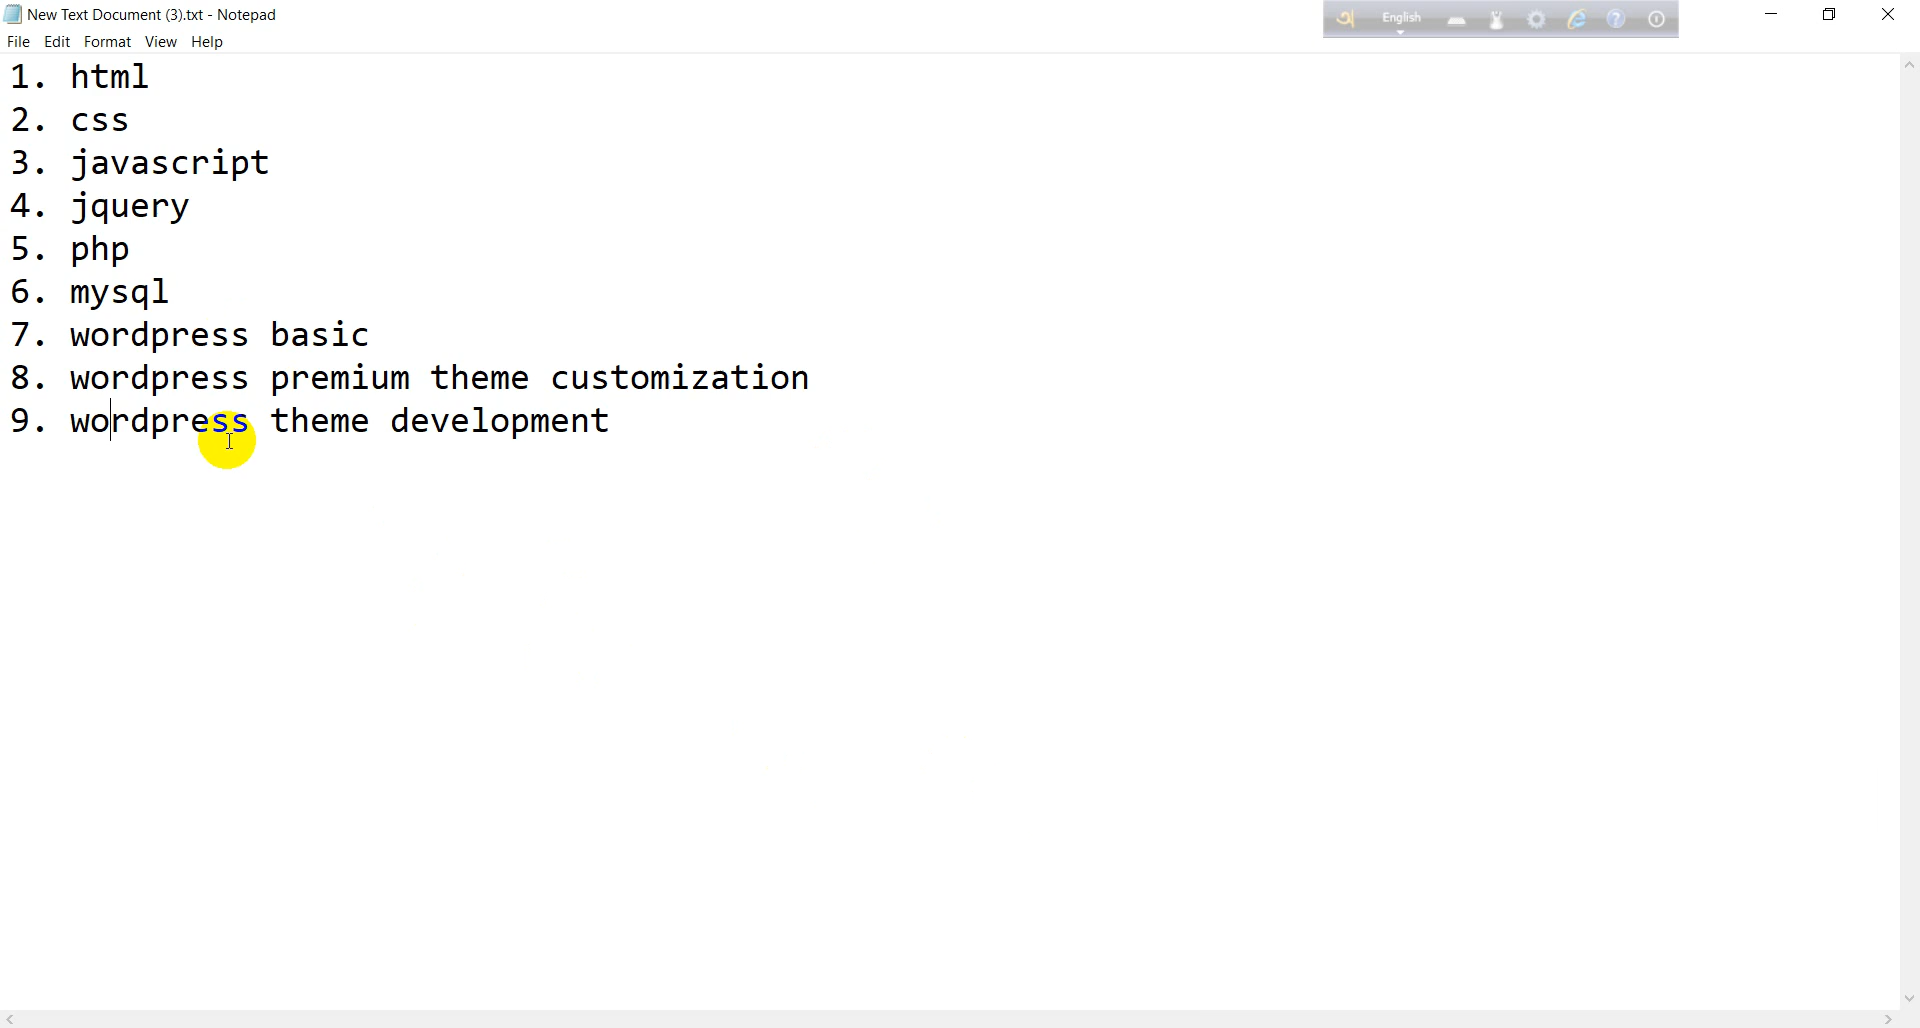 New Text Document (3).txt - Notepad
English
File Edit Format View Help
1. html
2. css
3. javascript
4. jquery
5. php
6. mysql
7. wordpress basic
8. wordpress premium theme customization
9. wordpress theme development